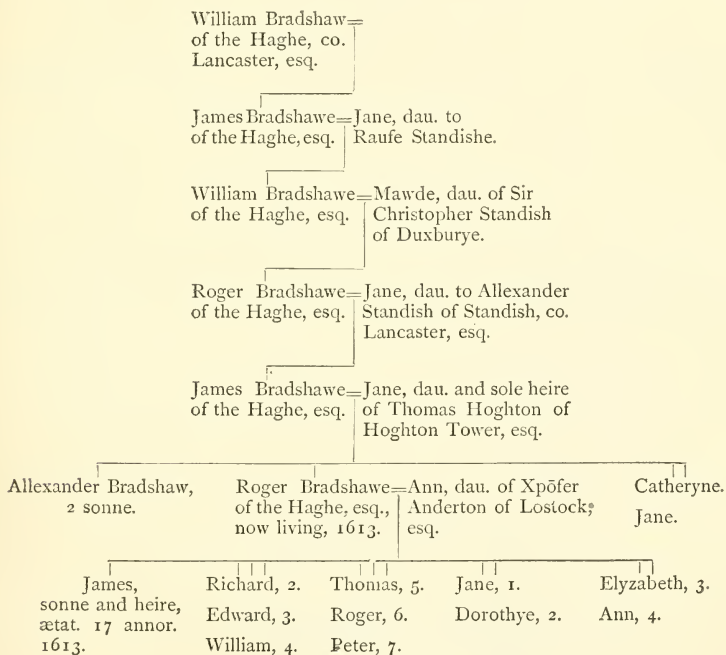 William Bradshaw=
of the Haghe, co.
Lancaster, esq.
James Bradshawe=Jane, dau. to
of the Haghe, esq. Raufe Standishe.
William Bradshawe=Mawde, dau. of Sir
of the Haghe, esq. Christopher Standish
of Duxburye.
Roger Bradshawe=Jane, dau. to Allexander
of the Haghe, esq. Standish of Standish, co.
Lancaster, esq.
James Bradshawe=Jane, dau. and sole heire
of the Haghe, esq. of Thomas Hoghton of
Hoghton Tower, esq.
Allexander Bradshaw,
2 sonne.
Roger Bradshawe=Ann, dau. of Xpōfer
of the Haghe, esq., Anderton of Lostock,
now living, 1613. esq.
Catheryne.
Jane.
James,
sonne and heire,
ætat. 17 annor.
1613.
Richard, 2.
Edward, 3.
William, 4.
Thomas, 5.
Roger, 6.
Peter, 7.
Jane, 1.
Dorothye, 2.
Elyzabeth, 3.
Ann, 4.